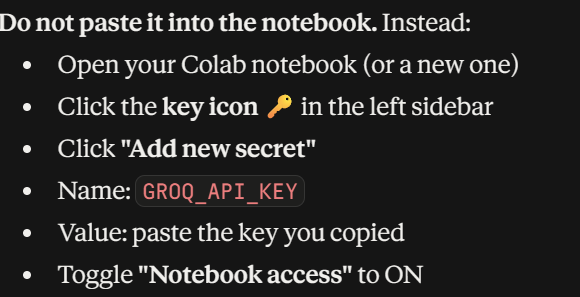 Do not paste it into the notebook. Instead:
• Open your Colab notebook (or a new one)
• Click the key icon 🔑 in the left sidebar
• Click "Add new secret"
• Name: GROQ_API_KEY
• Value: paste the key you copied
• Toggle "Notebook access" to ON